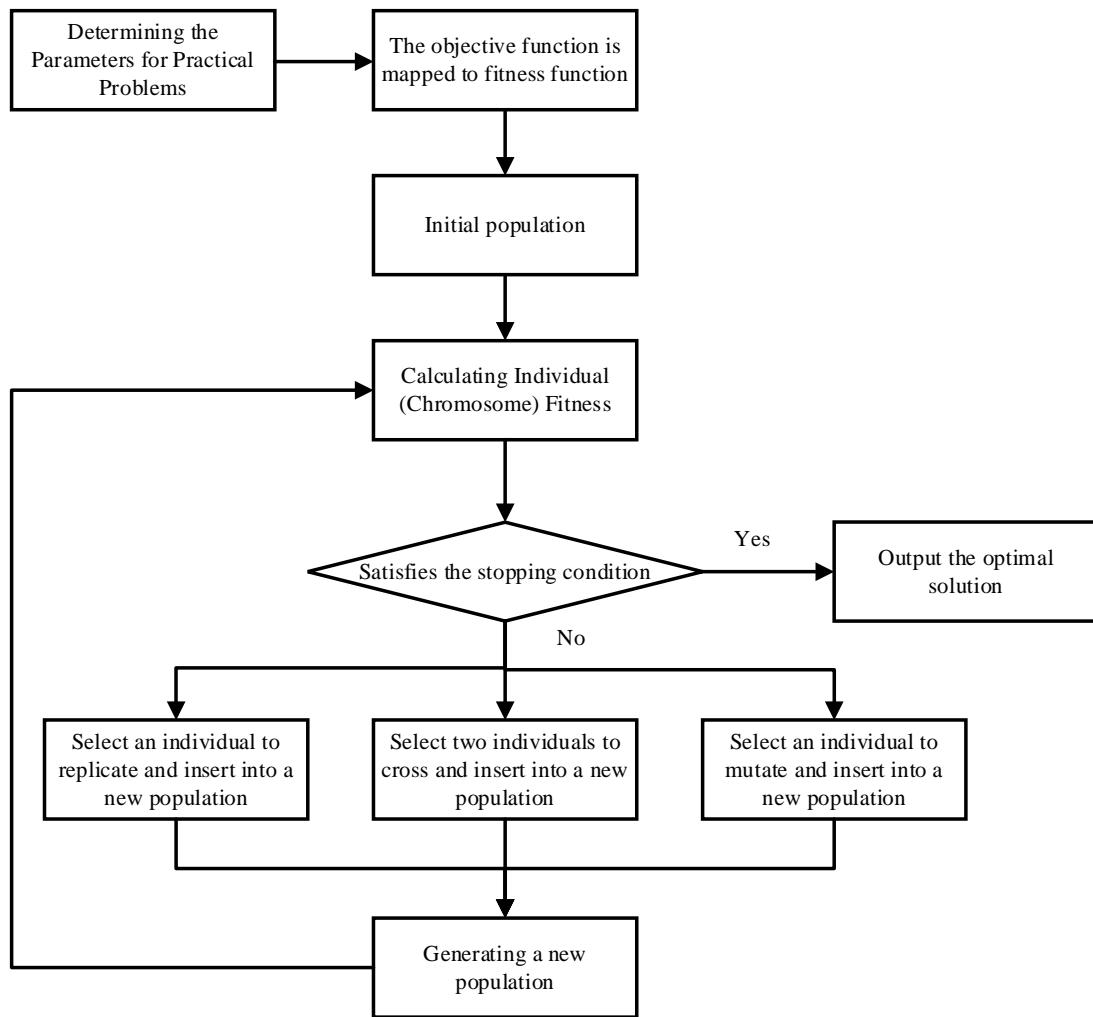 Determining the
Parameters for Practical
Problems
The objective function is
mapped to fitness function
Initial population
Calculating Individual
(Chromosome) Fitness
Satisfies the stopping condition
Yes
Output the optimal
solution
No
Select an individual to
replicate and insert into a
new population
Select two individuals to
cross and insert into a new
population
Select an individual to
mutate and insert into a
new population
Generating a new
population